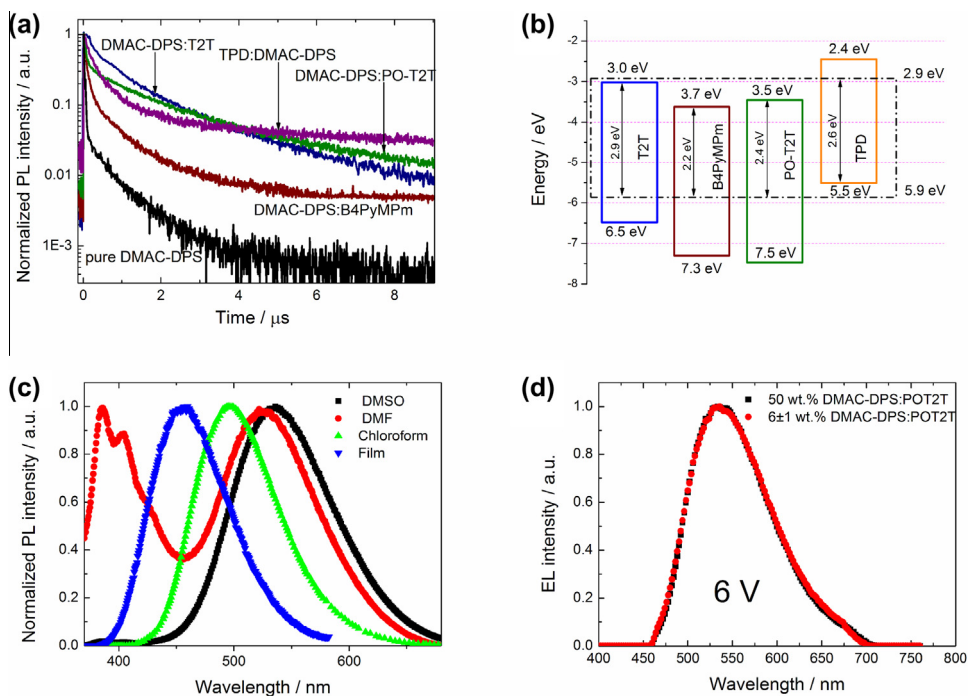 (a)
Normalized PL intensity / a.u.
1
0.1
0.01
1E-3
DMAC-DPS:T2T
TPD:DMAC-DPS
DMAC-DPS:PO-T2T
DMAC-DPS:B4PyMPm
pure DMAC-DPS
0 2 4 6 8
Time / μs
(b)
Energy / eV
-2
-3
-4
-5
-6
-7
-8
2.4 eV
3.0 eV
2.9 eV
3.7 eV
3.5 eV
2.9 eV
T2T
2.2 eV
B4PyMPm
2.4 eV
PO-T2T
2.6 eV
TPD
5.5 eV
5.9 eV
6.5 eV
7.3 eV
7.5 eV
(c)
Normalized PL intensity / a.u.
1.0
0.8
0.6
0.4
0.2
0.0
DMSO
DMF
Chloroform
Film
400 500 600
Wavelength / nm
(d)
EL intensity / a.u.
1.0
0.8
0.6
0.4
0.2
0.0
50 wt.% DMAC-DPS:POT2T
6±1 wt.% DMAC-DPS:POT2T
6 V
400 450 500 550 600 650 700 750 800
Wavelength / nm